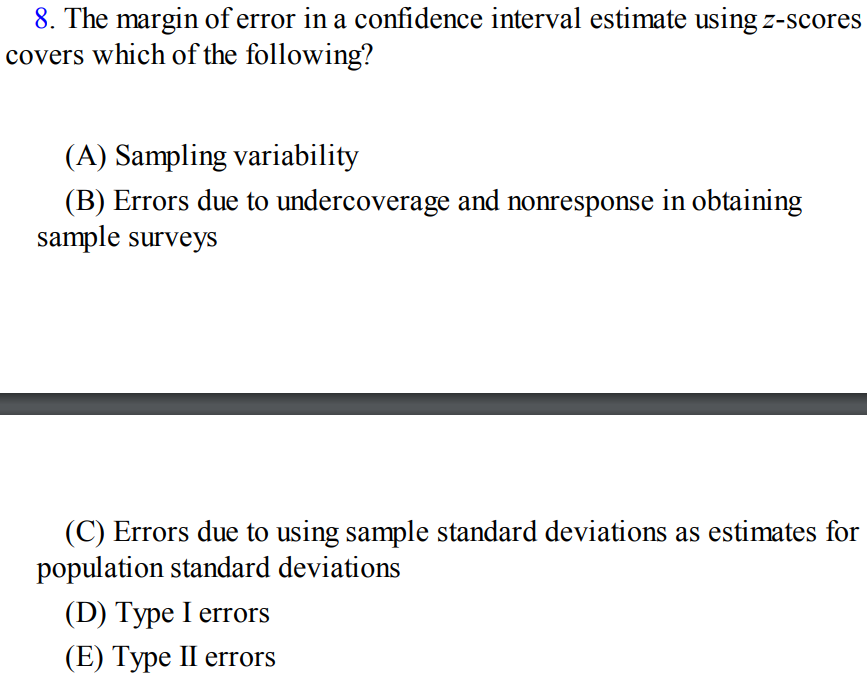 8. The margin of error in a confidence interval estimate using z-scores
covers which of the following?
(A) Sampling variability
(B) Errors due to undercoverage and nonresponse in obtaining
sample surveys
(C) Errors due to using sample standard deviations as estimates for
population standard deviations
(D) Type I errors
(E) Type II errors